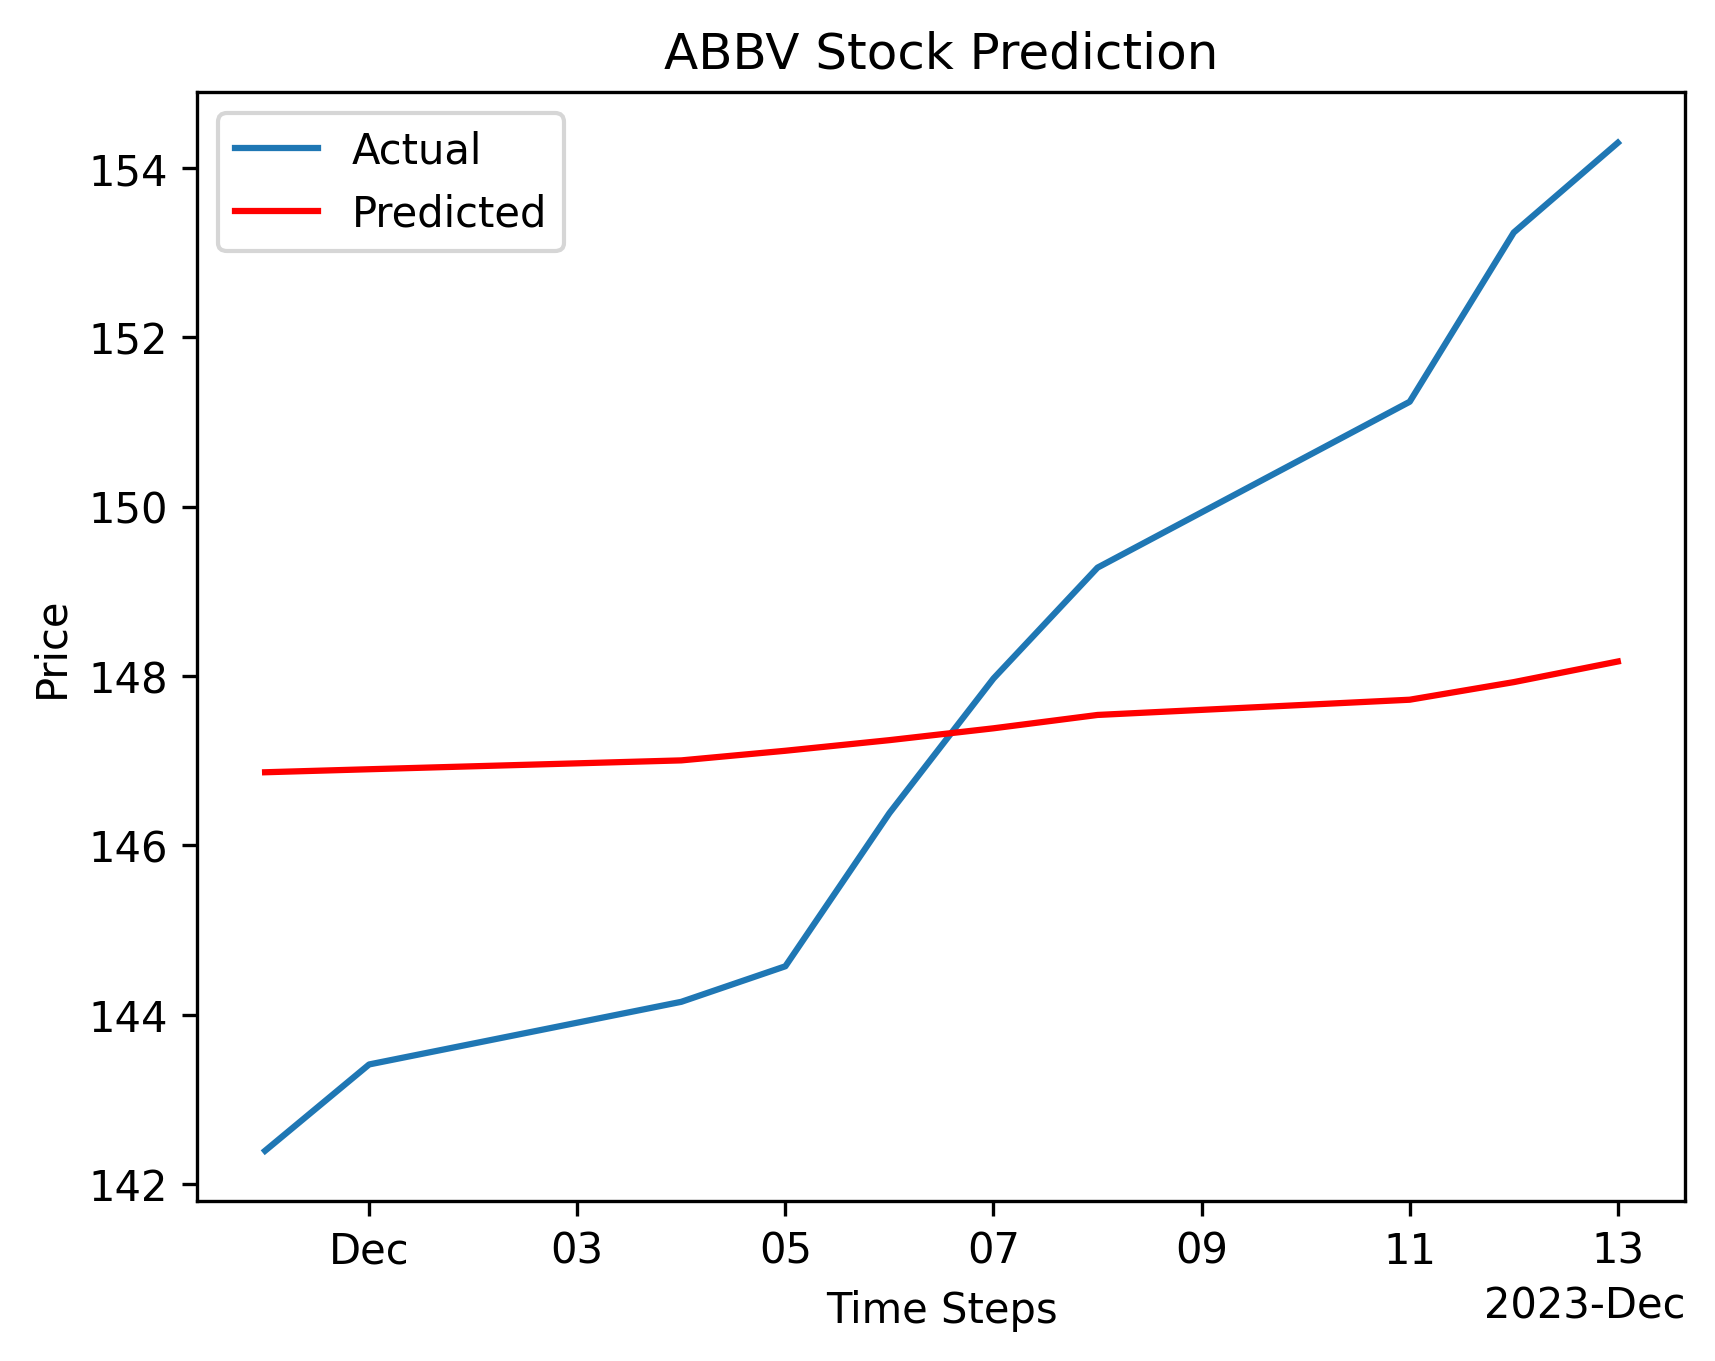 ABBV Stock Prediction
Actual
Predicted
154
152
150
148
146
144
142
Price
Dec 03 05 07 09 11 13
2023-Dec
Time Steps